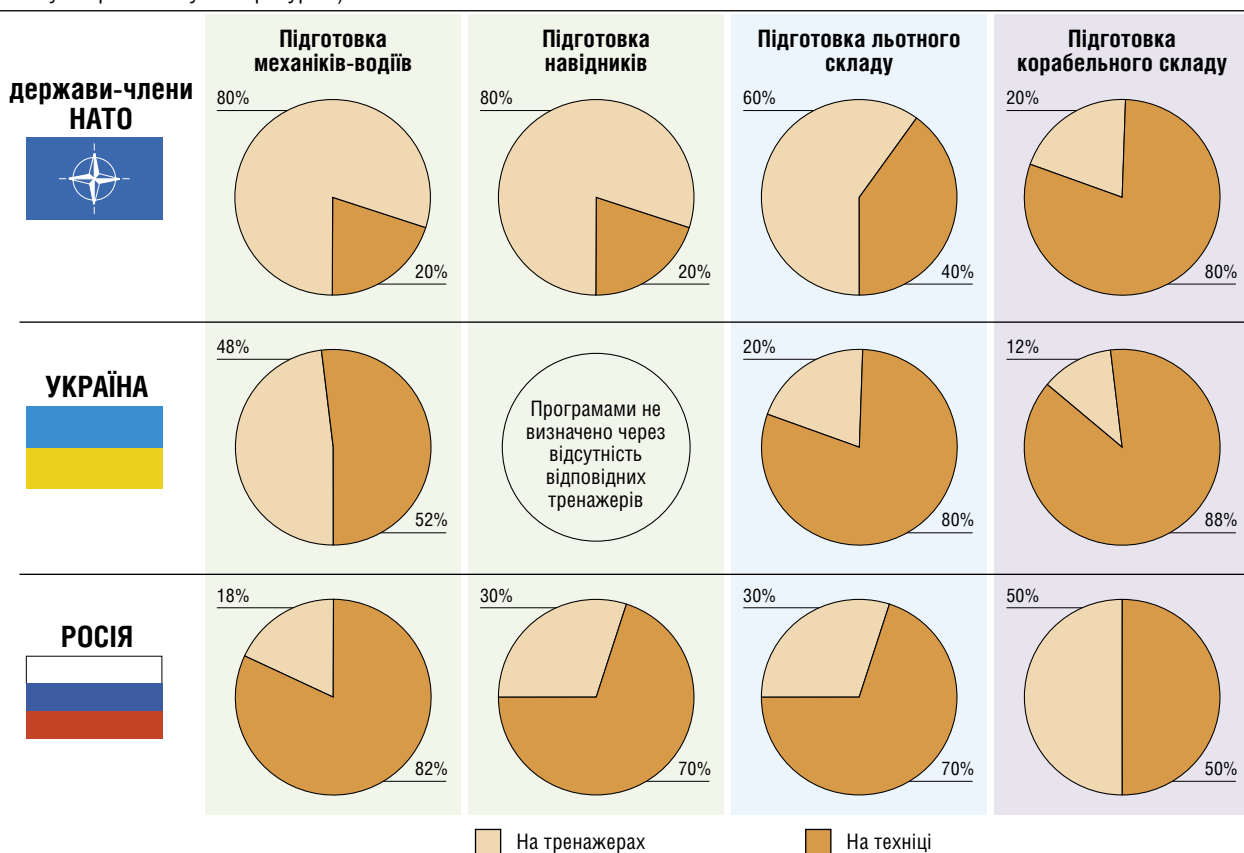 Підготовка
механіків-водіїв
Підготовка
навідників
Підготовка льотного
складу
Підготовка
корабельного складу
держави-члени
НАТО
80%
20%
80%
20%
60%
40%
20%
80%
УКРАЇНА
48%
52%
Програмами не
визначено через
відсутність
відповідних
тренажерів
20%
80%
12%
88%
РОСІЯ
18%
82%
30%
70%
30%
70%
50%
50%
На тренажерах
На техніці